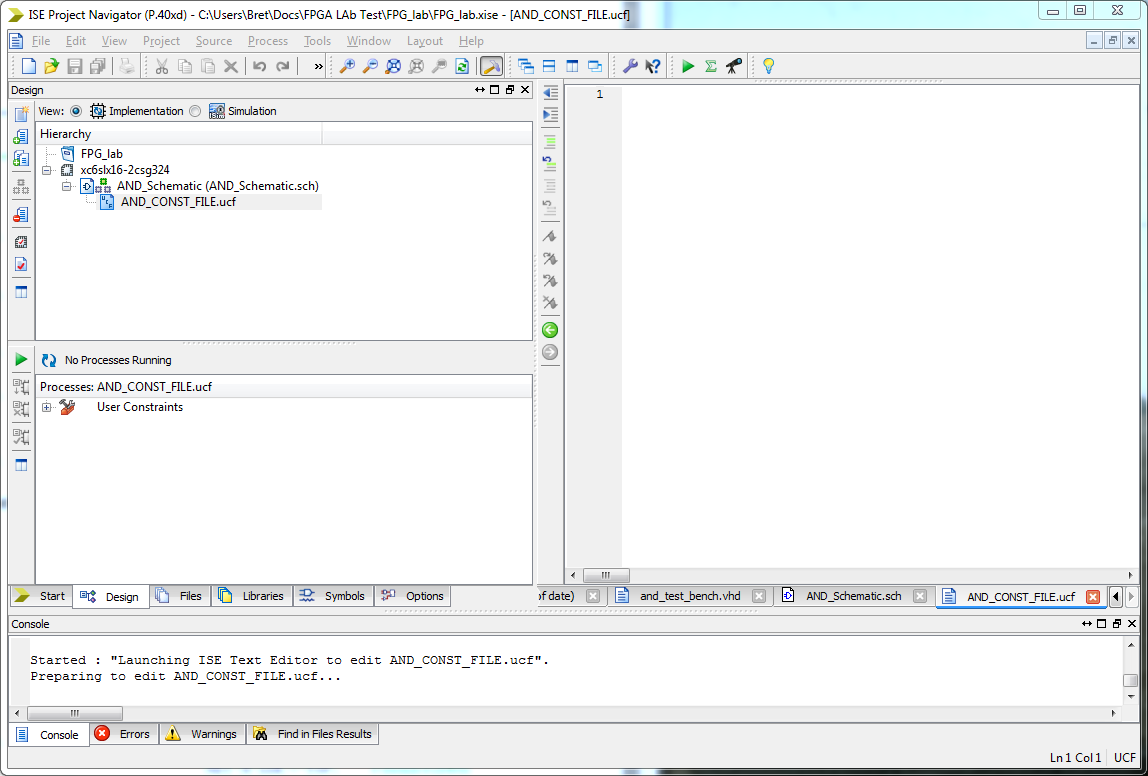 ISE Project Navigator (P.40xd) - C:\Users\Bret\Docs\FPGA LAb Test\FPG_lab\FPG_lab.xise - [AND_CONST_FILE.ucf]
File Edit View Project Source Process Tools Window Layout Help
»
Design
View: Implementation Simulation
Hierarchy
FPG_lab
xc6slx16-2csg324
AND_Schematic (AND_Schematic.sch)
AND_CONST_FILE.ucf
1
No Processes Running
Processes: AND_CONST_FILE.ucf
User Constraints
Start Design Files Libraries Symbols Options
of date) and_test_bench.vhd AND_Schematic.sch AND_CONST_FILE.ucf
Console
Started : "Launching ISE Text Editor to edit AND_CONST_FILE.ucf".
Preparing to edit AND_CONST_FILE.ucf...
Console Errors Warnings Find in Files Results
Ln 1 Col 1 UCF